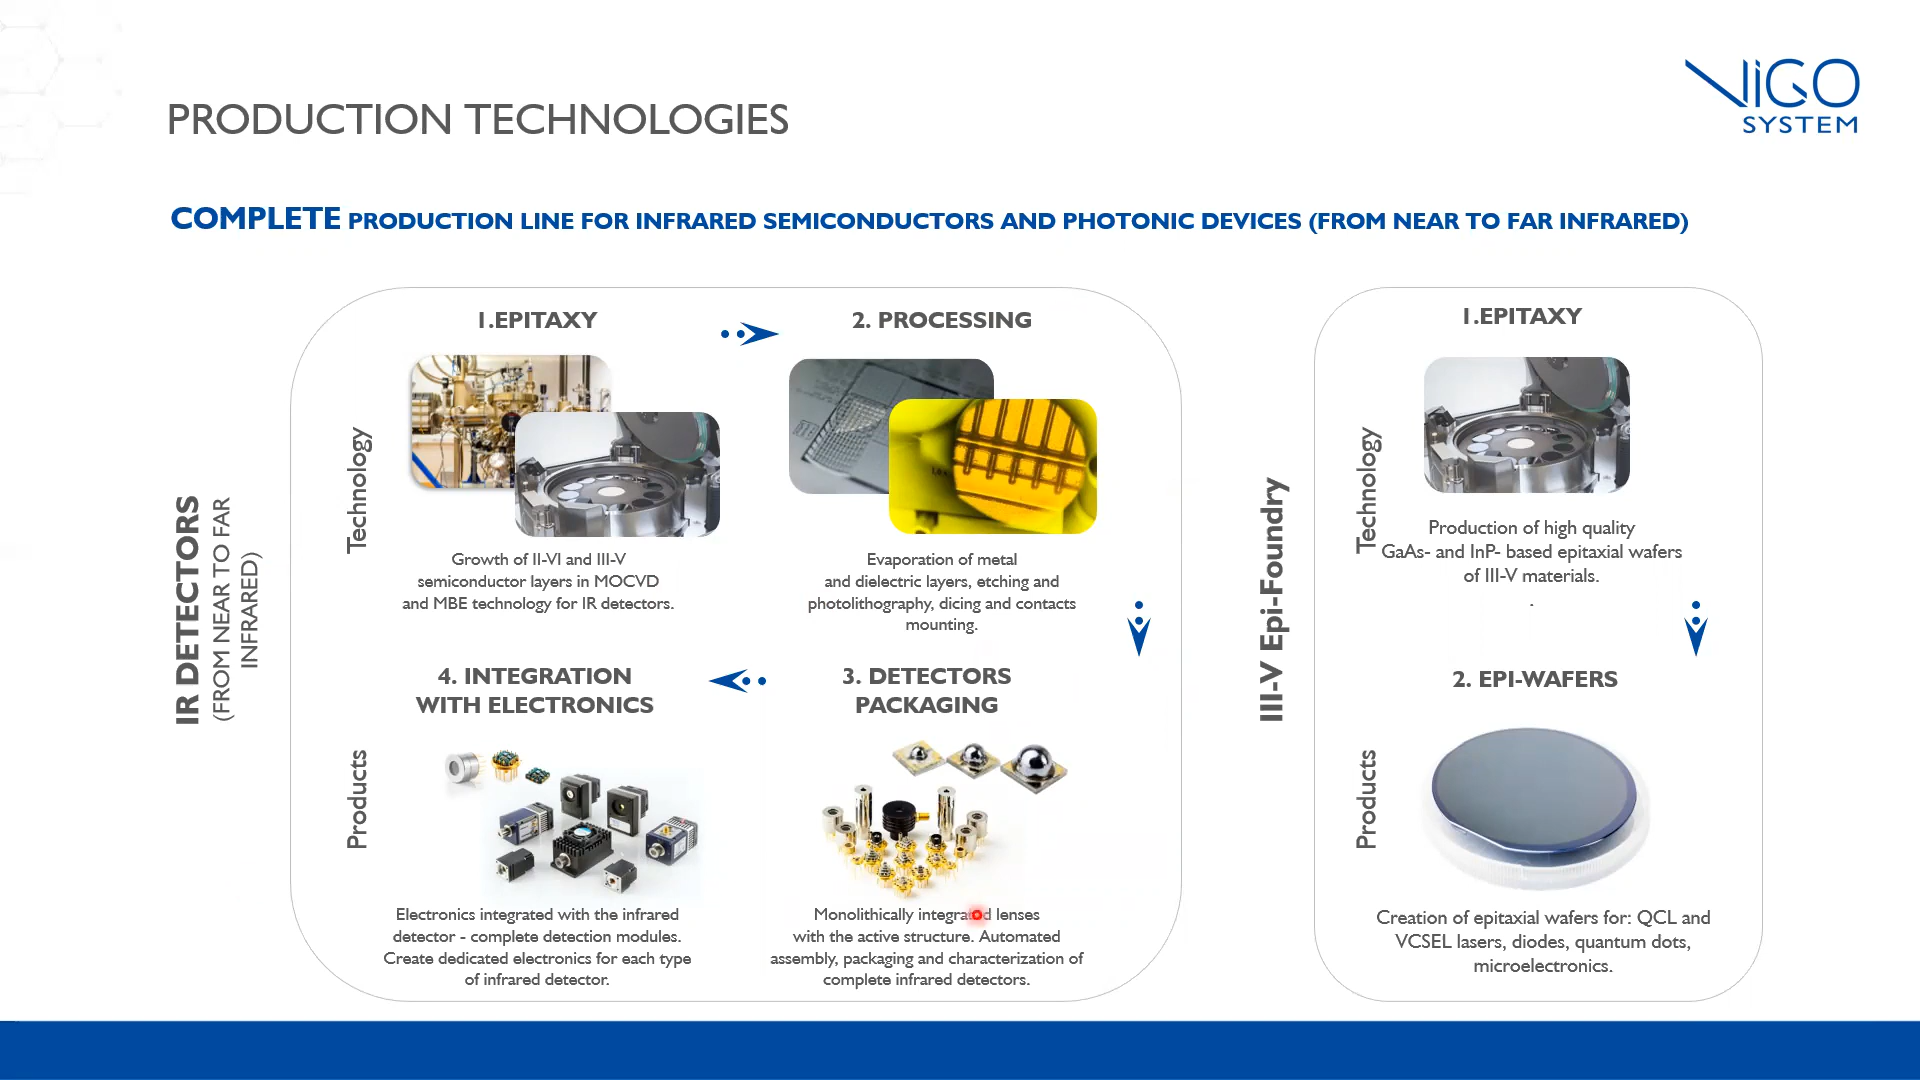 VIGO
SYSTEM
PRODUCTION TECHNOLOGIES
COMPLETE PRODUCTION LINE FOR INFRARED SEMICONDUCTORS AND PHOTONIC DEVICES (FROM NEAR TO FAR INFRARED)
IR DETECTORS
(FROM NEAR TO FAR
INFRARED)
Technology
1.EPITAXY
Growth of II-VI and III-V
semiconductor layers in MOCVD
and MBE technology for IR detectors.
2. PROCESSING
Evaporation of metal
and dielectric layers, etching and
photolithography, dicing and contacts
mounting.
Products
3. DETECTORS
PACKAGING
Monolithically integrated lenses
with the active structure. Automated
assembly, packaging and characterization of
complete infrared detectors.
4. INTEGRATION
WITH ELECTRONICS
Electronics integrated with the infrared
detector - complete detection modules.
Create dedicated electronics for each type
of infrared detector.
III-V Epi-Foundry
Technology
1.EPITAXY
Production of high quality
GaAs- and InP- based epitaxial wafers
of III-V materials.
.
Products
2. EPI-WAFERS
Creation of epitaxial wafers for: QCL and
VCSEL lasers, diodes, quantum dots,
microelectronics.